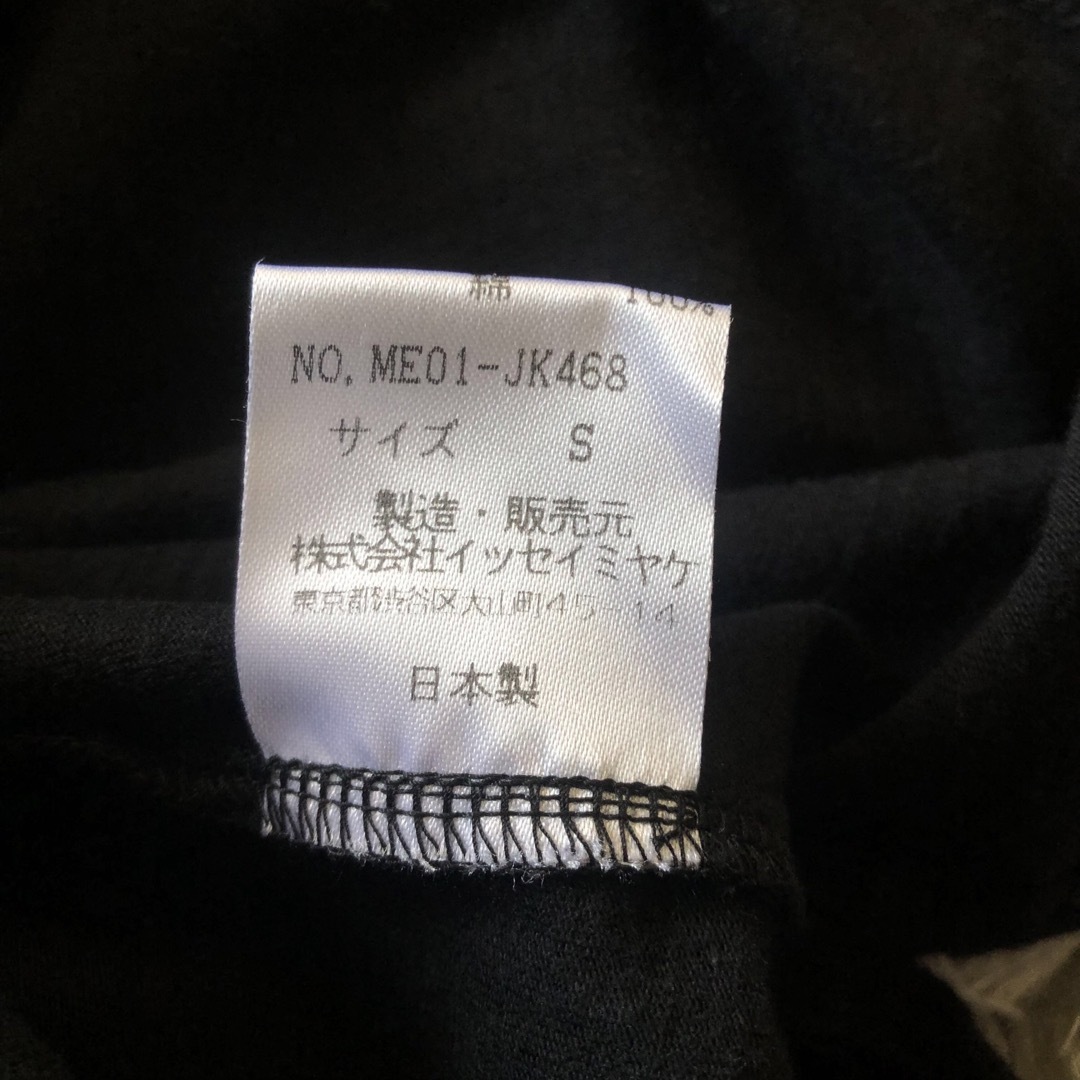 綿 100%
NO. ME01-JK468
サイズ S
製造・販売元
株式会社イッセイミヤケ
東京都渋谷区大山町45-14
日本製